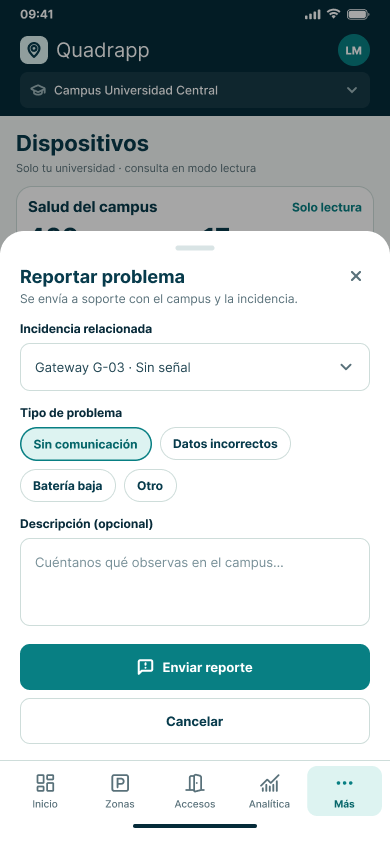 09:41
Quadrapp
LM
Campus Universidad Central
Dispositivos
Solo tu universidad · consulta en modo lectura
Salud del campus
Solo lectura
Reportar problema
Se envía a soporte con el campus y la incidencia.
Incidencia relacionada
Gateway G-03 · Sin señal
Tipo de problema
Sin comunicación
Datos incorrectos
Batería baja
Otro
Descripción (opcional)
Cuéntanos qué observas en el campus...
Enviar reporte
Cancelar
Inicio
Zonas
Accesos
Analítica
Más